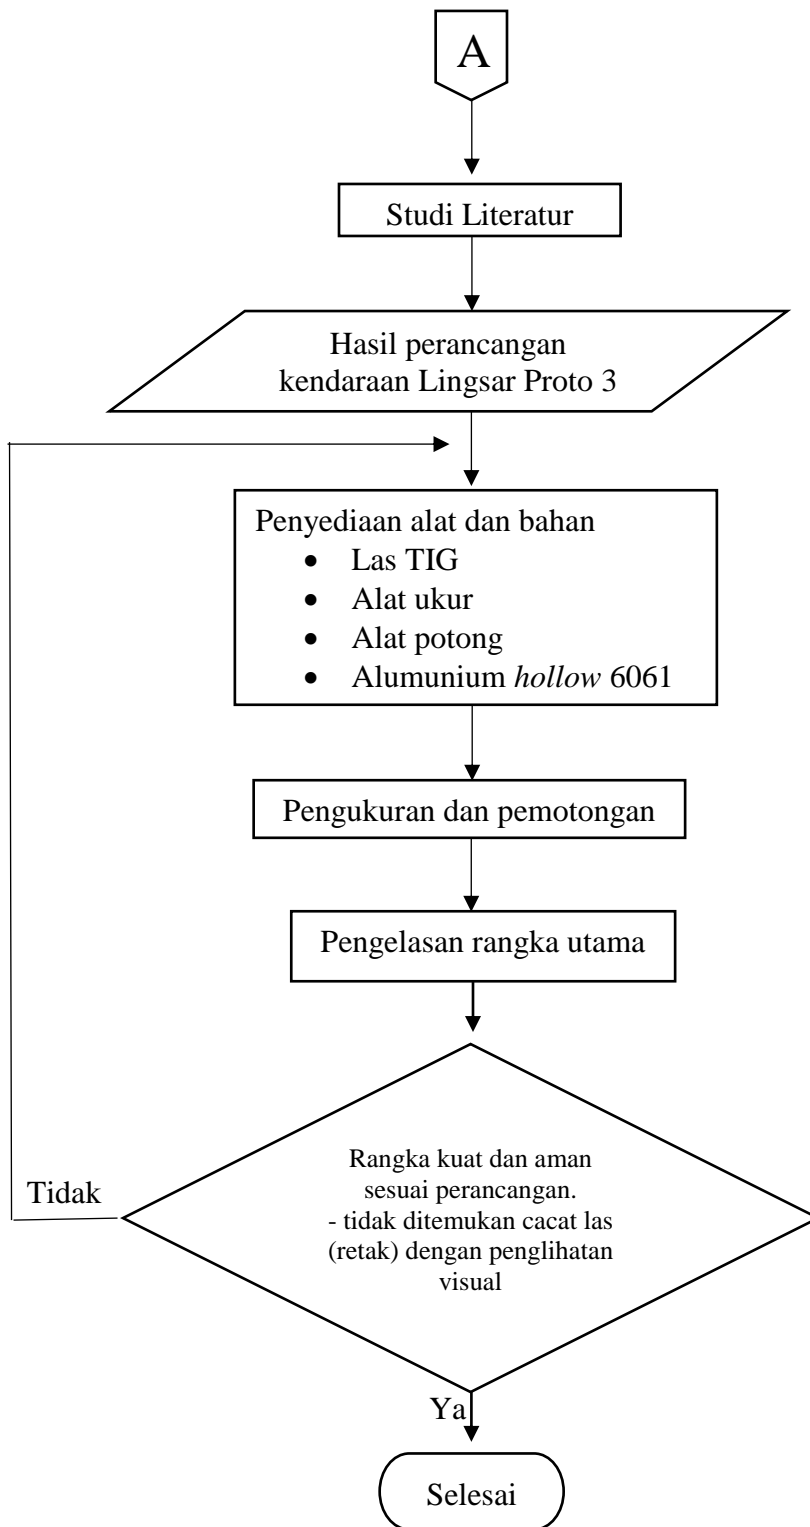 A
Studi Literatur
Hasil perancangan
kendaraan Lingsar Proto 3
Penyediaan alat dan bahan
• Las TIG
• Alat ukur
• Alat potong
• Alumunium hollow 6061
Pengukuran dan pemotongan
Pengelasan rangka utama
Rangka kuat dan aman
sesuai perancangan.
- tidak ditemukan cacat las
(retak) dengan penglihatan
visual
Tidak
Ya
Selesai